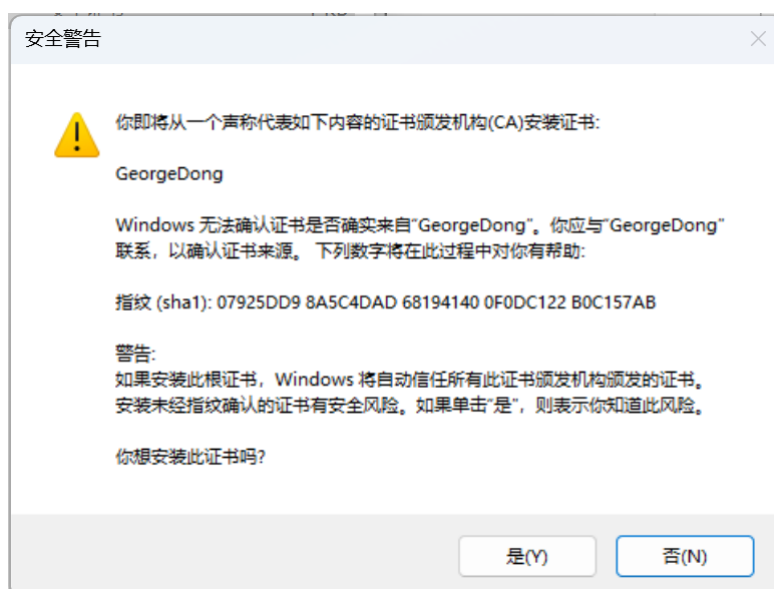 安全警告
你即将从一个声称代表如下内容的证书颁发机构(CA)安装证书:
GeorgeDong
Windows 无法确认证书是否确实来自“GeorgeDong”。你应与“GeorgeDong”
联系，以确认证书来源。 下列数字将在此过程中对你有帮助:
指纹 (sha1): 07925DD9 8A5C4DAD 68194140 0F0DC122 B0C157AB
警告:
如果安装此根证书，Windows 将自动信任所有此证书颁发机构颁发的证书。
安装未经指纹确认的证书有安全风险。如果单击“是”，则表示你知道此风险。
你想安装此证书吗?
是(Y)
否(N)